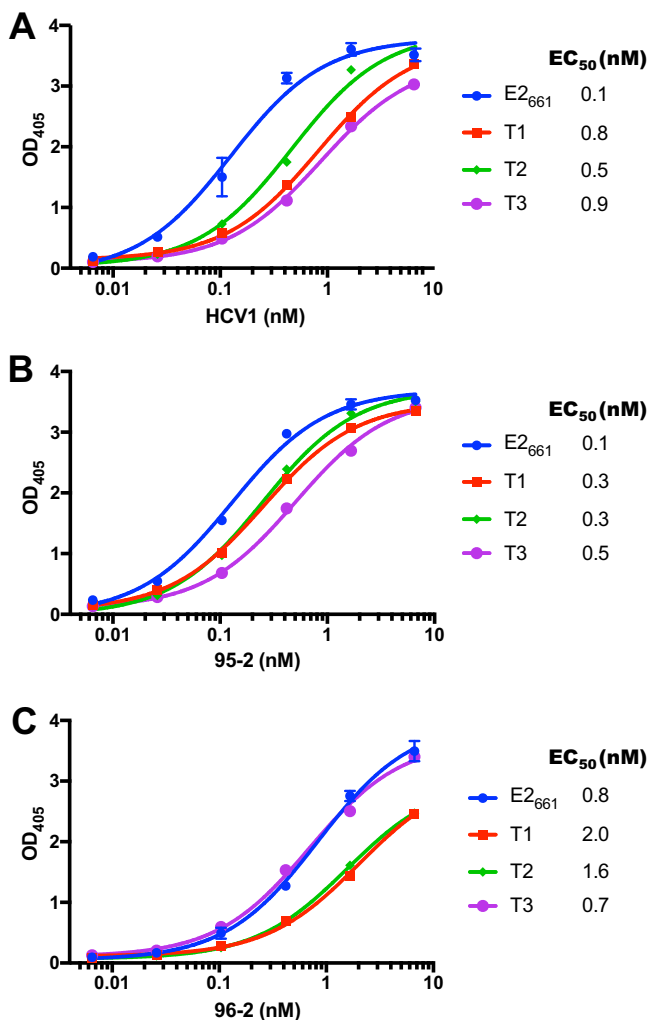 A
EC50 (nM)
E2661 0.1
T1 0.8
T2 0.5
T3 0.9
OD405
4
3
2
1
0
0.01 0.1 1 10
HCV1 (nM)
B
EC50 (nM)
E2661 0.1
T1 0.3
T2 0.3
T3 0.5
OD405
4
3
2
1
0
0.01 0.1 1 10
95-2 (nM)
C
EC50 (nM)
E2661 0.8
T1 2.0
T2 1.6
T3 0.7
OD405
4
3
2
1
0
0.01 0.1 1 10
96-2 (nM)